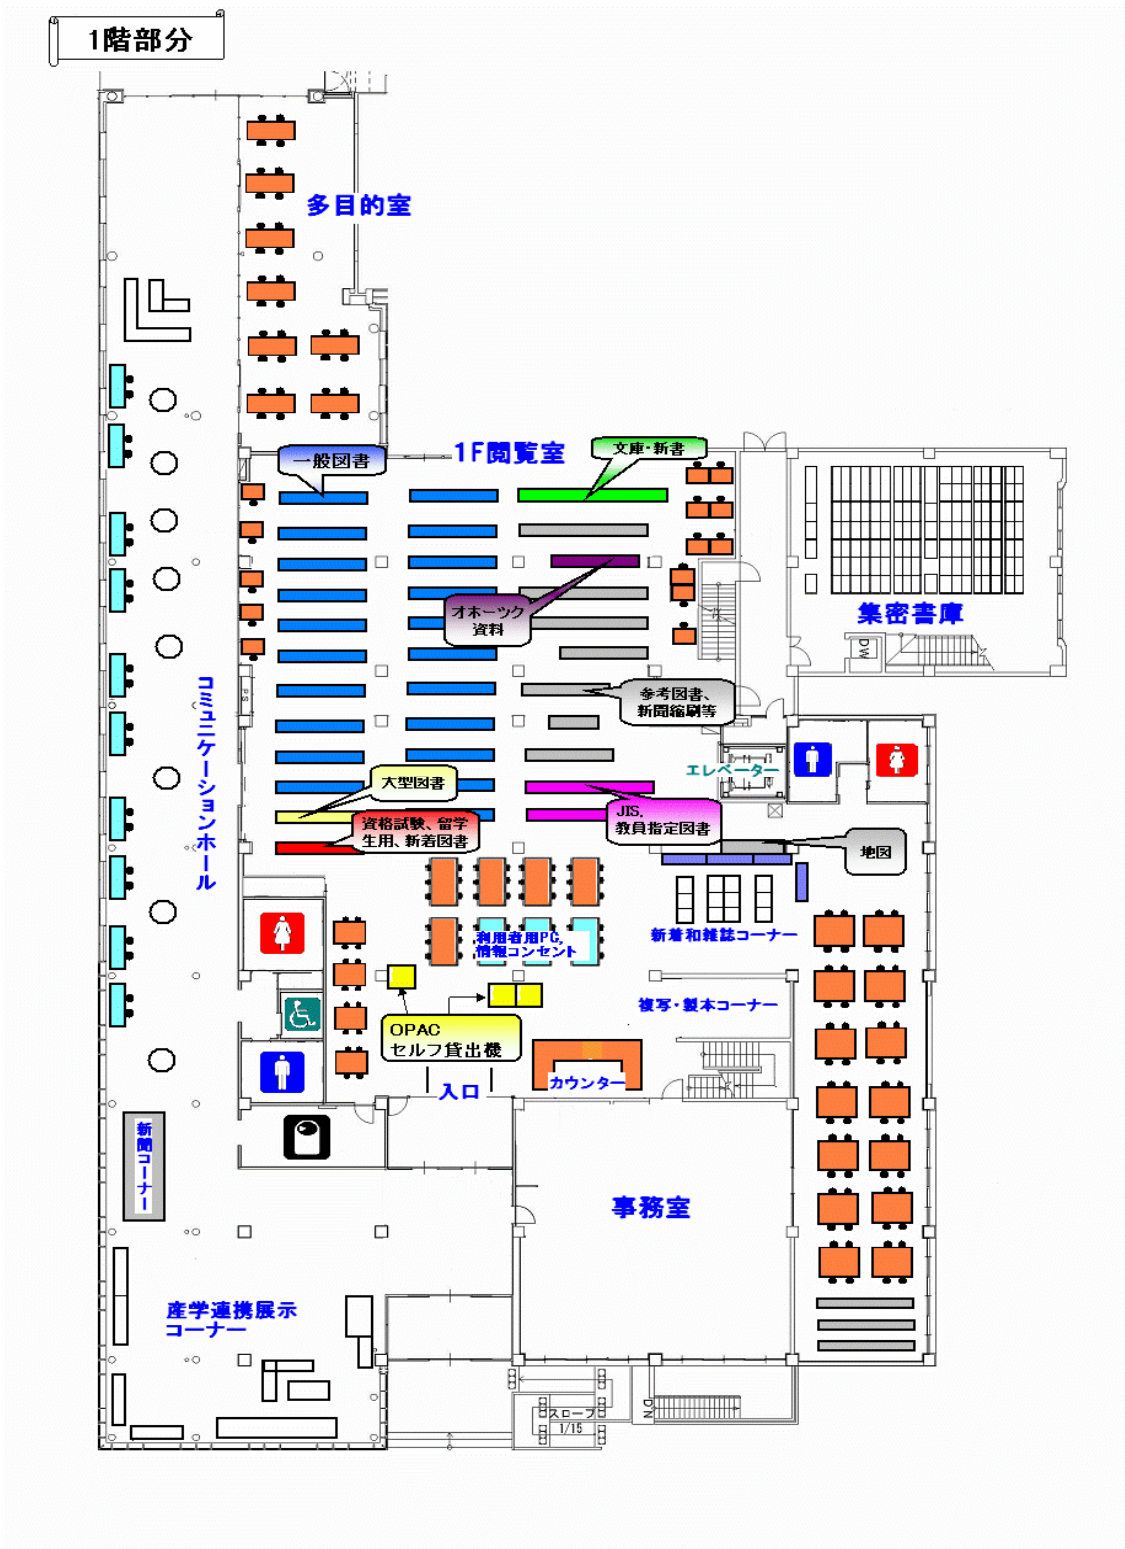 1階部分
多目的室
1F閲覧室
文庫・新書
一般図書
オホーツク
資料
集密書庫
DW
コミュニケーションホール
PS
参考図書、
新聞縮刷等
エレベーター
大型図書
資格試験、留学
生用、新着図書
JIS.
教員指定図書
地図
利用者用PC,
情報コンセント
新着和雑誌コーナー
複写・製本コーナー
OPAC
セルフ貸出機
カウンター
入口
新聞コーナー
事務室
産学連携展示
コーナー
スロープ
1/15
DN